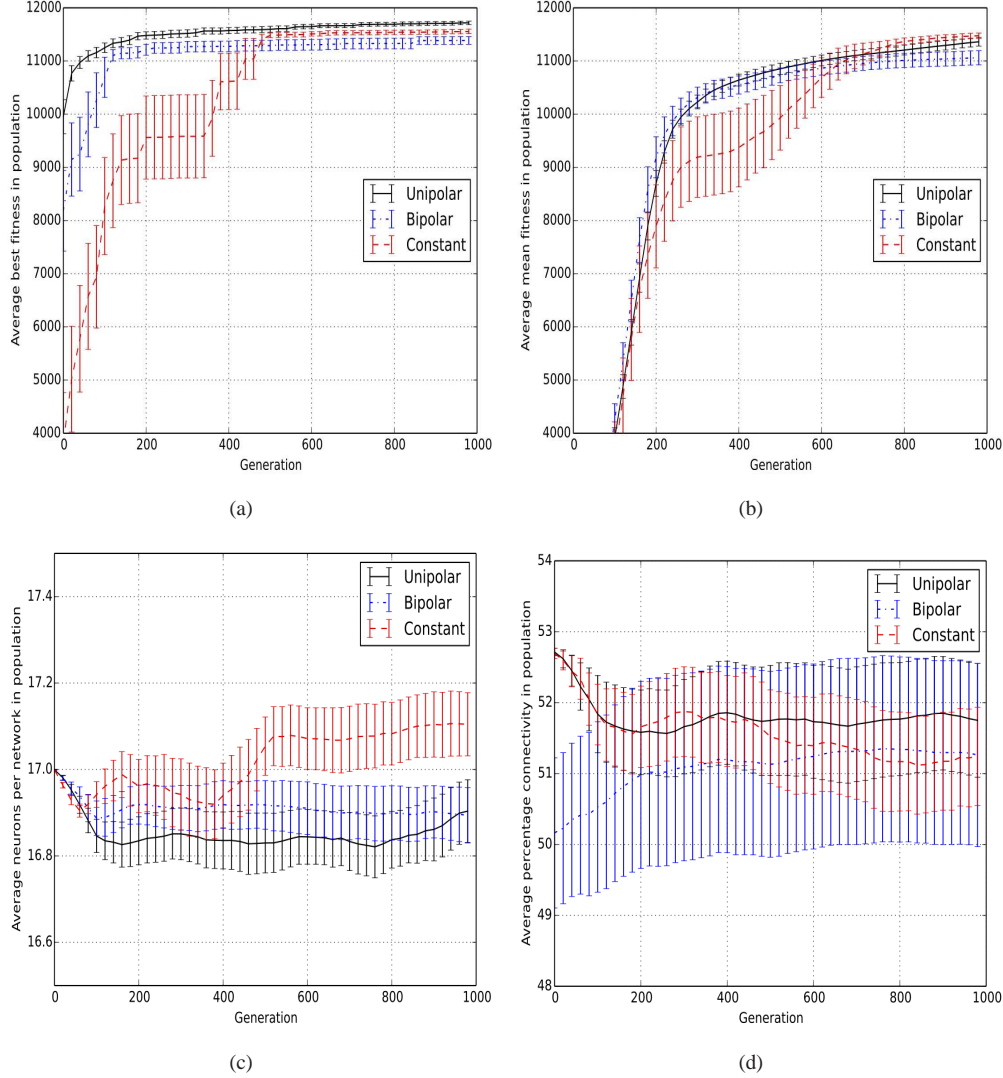 Average best fitness in population
12000
11000
10000
9000
8000
7000
6000
5000
4000
0 200 400 600 800 1000
Generation
Unipolar
Bipolar
Constant
(a)
Average mean fitness in population
12000
11000
10000
9000
8000
7000
6000
5000
4000
0 200 400 600 800 1000
Generation
Unipolar
Bipolar
Constant
(b)
Average neurons per network in population
17.4
17.2
17.0
16.8
16.6
0 200 400 600 800 1000
Generation
Unipolar
Bipolar
Constant
(c)
Average percentage connectivity in population
54
53
52
51
50
49
48
0 200 400 600 800 1000
Generation
Unipolar
Bipolar
Constant
(d)